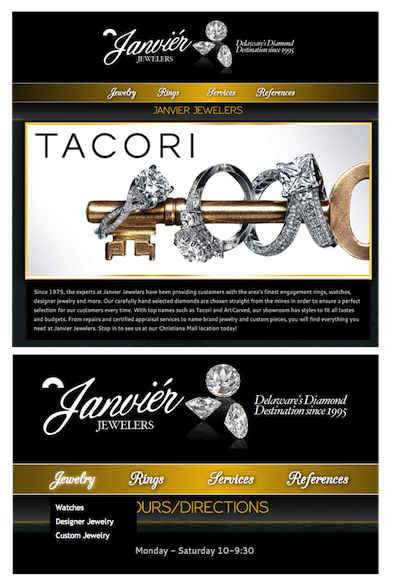 Janviér
JEWELERS
Delaware's Diamond
Destination since 1995
Jewelry Rings Services References
JANVIER JEWELERS
TACORI
Since 1975, the experts at Janvier Jewelers have been providing customers with the area's finest engagement rings, watches,
designer jewelry and more. Our carefully hand selected diamonds are chosen straight from the mines in order to ensure a perfect
selection for our customers every time. With top names such as Tacori and ArtCarved, our showroom has styles to fit all tastes
and budgets. From repairs and certified appraisal services to name brand jewelry and custom pieces, you will find everything you
need at Janvier Jewelers. Stop in to see us at our Christiana Mall location today!
Janviér
JEWELERS
Delaware's Diamond
Destination since 1995
Jewelry Rings Services References
OURS/DIRECTIONS
Watches
Designer Jewelry
Custom Jewelry
Monday - Saturday 10-9:30